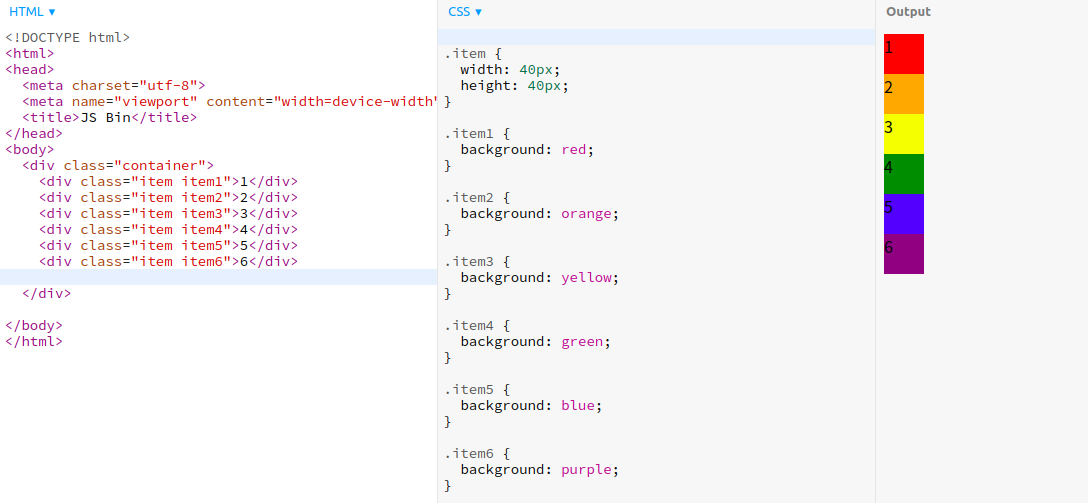 HTML ▾
<!DOCTYPE html>
<html>
<head>
  <meta charset="utf-8">
  <meta name="viewport" content="width=device-width"
  <title>JS Bin</title>
</head>
<body>
  <div class="container">
    <div class="item item1">1</div>
    <div class="item item2">2</div>
    <div class="item item3">3</div>
    <div class="item item4">4</div>
    <div class="item item5">5</div>
    <div class="item item6">6</div>
  </div>
</body>
</html>
CSS ▾
.item {
  width: 40px;
  height: 40px;
}
.item1 {
  background: red;
}
.item2 {
  background: orange;
}
.item3 {
  background: yellow;
}
.item4 {
  background: green;
}
.item5 {
  background: blue;
}
.item6 {
  background: purple;
}
Output
1
2
3
4
5
6